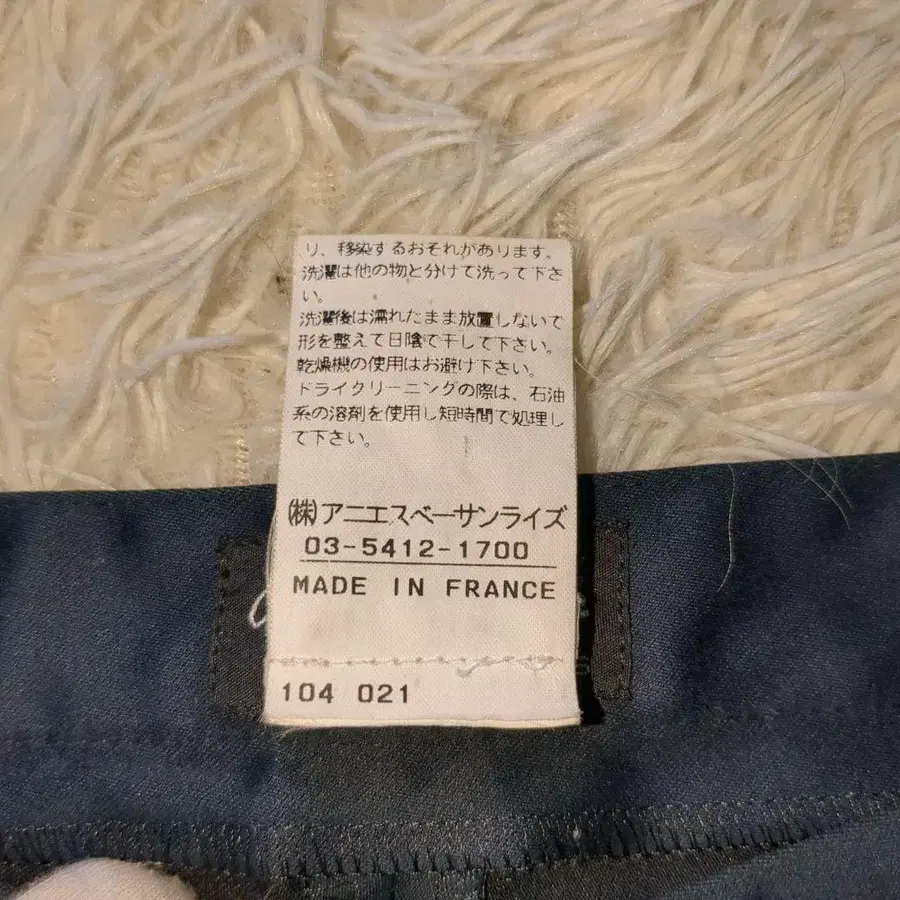 り、移染するおそれがあります。
洗濯は他の物と分けて洗って下さ
い。
洗濯後は濡れたまま放置しないで
形を整えて日陰で干して下さい。
乾燥機の使用はお避け下さい。
ドライクリーニングの際は、石油
系の溶剤を使用し短時間で処理し
て下さい。
㈱アニエスベーサンライズ
03-5412-1700
MADE IN FRANCE
104 021